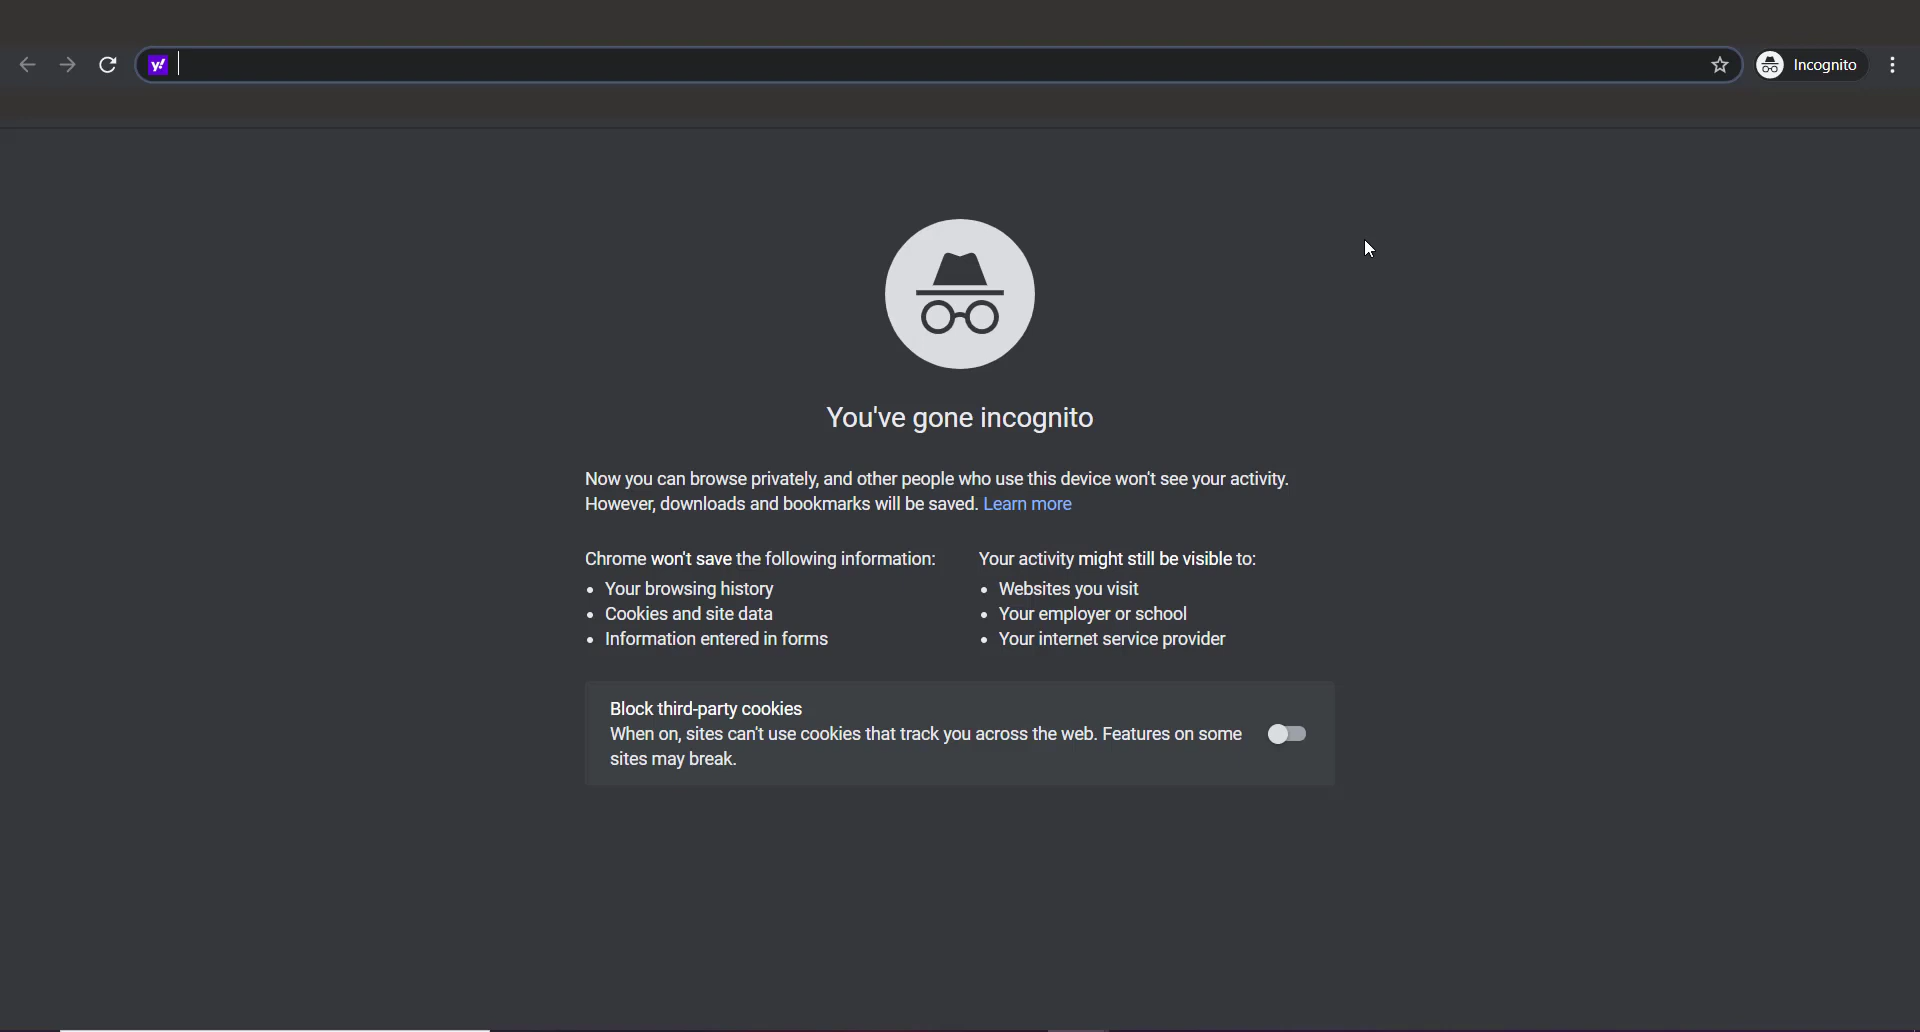 y!
Incognito
You've gone incognito
Now you can browse privately, and other people who use this device won't see your activity.
However, downloads and bookmarks will be saved. Learn more
Chrome won't save the following information:
Your browsing history
Cookies and site data
Information entered in forms
Your activity might still be visible to:
Websites you visit
Your employer or school
Your internet service provider
Block third-party cookies
When on, sites can't use cookies that track you across the web. Features on some
sites may break.